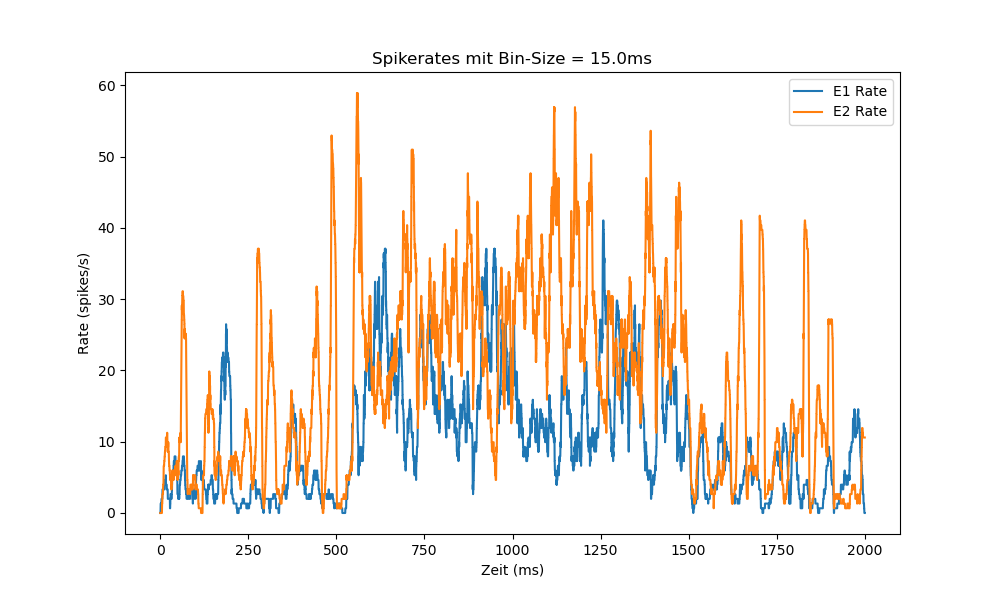 Spikerates mit Bin-Size = 15.0ms
E1 Rate
E2 Rate
60
50
40
30
20
10
0
Rate (spikes/s)
0 250 500 750 1000 1250 1500 1750 2000
Zeit (ms)